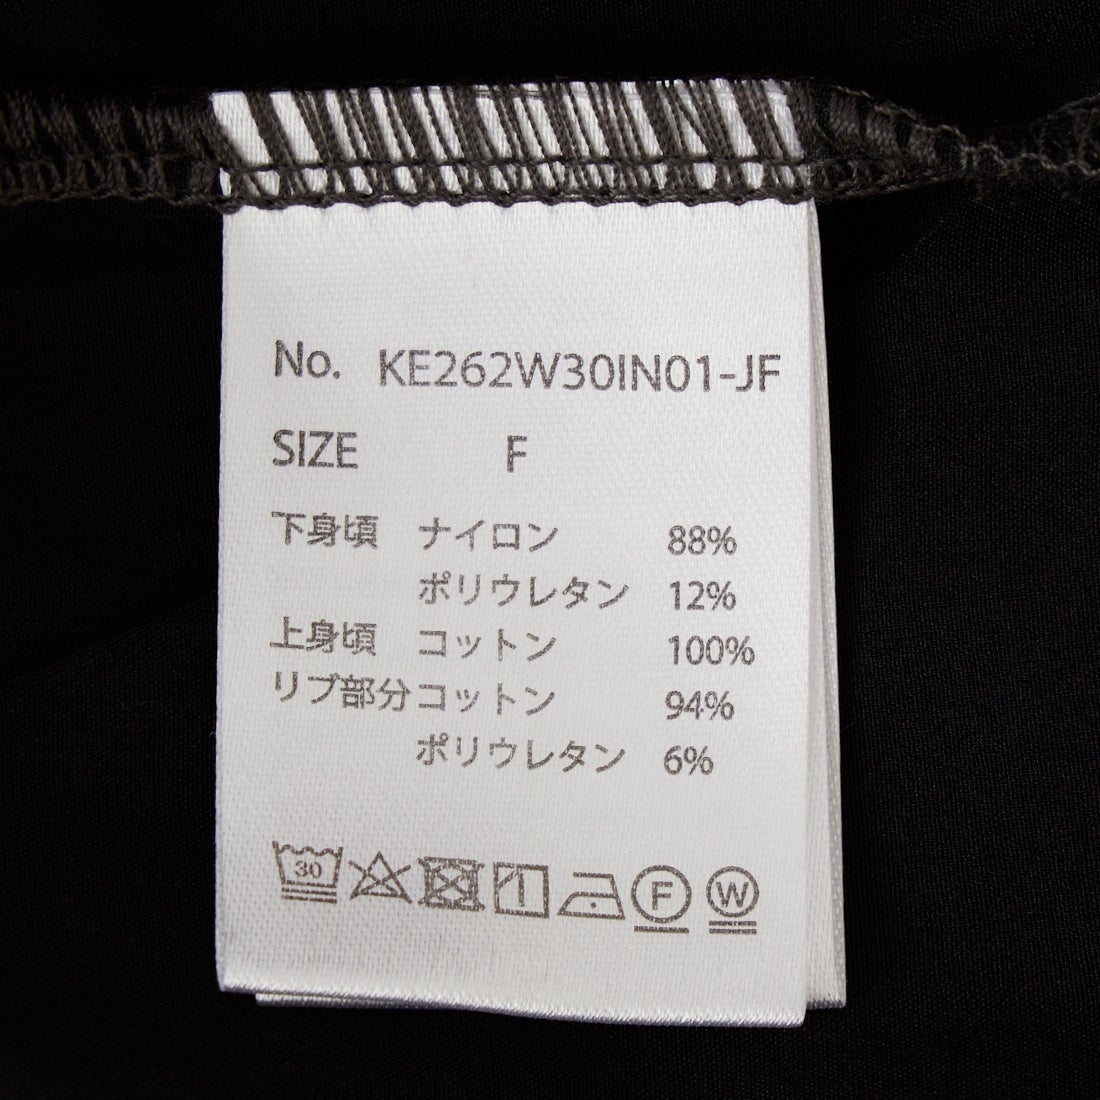 No. KE262W30IN01-JF
SIZE F
下身頃 ナイロン 88%
ポリウレタン 12%
上身頃 コットン 100%
リブ部分 コットン 94%
ポリウレタン 6%
30 F W